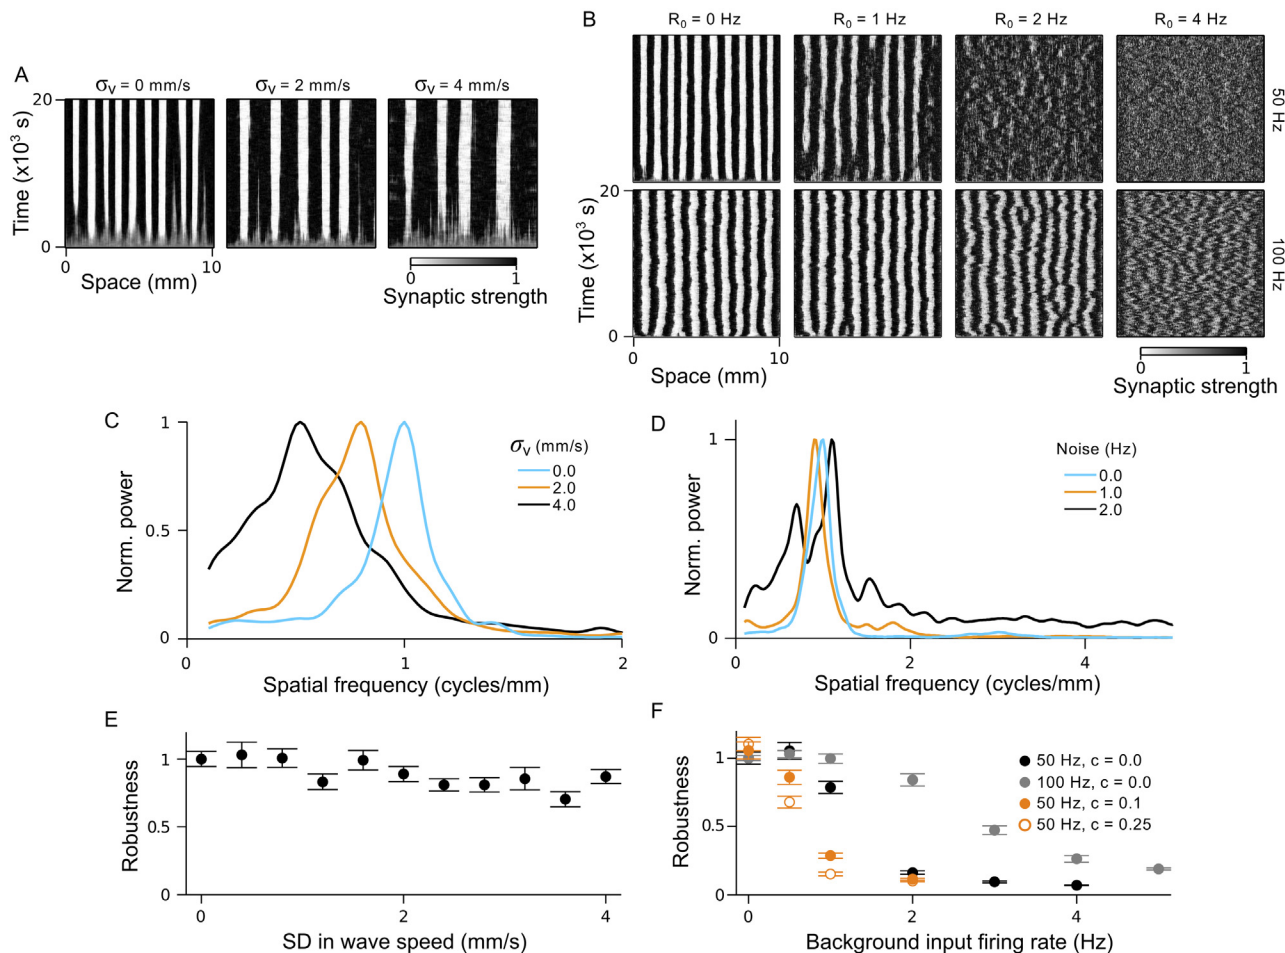 A
σv = 0 mm/s
σv = 2 mm/s
σv = 4 mm/s
20
Time (x10³ s)
0
0
10
Space (mm)
0
1
Synaptic strength
B
R₀ = 0 Hz
R₀ = 1 Hz
R₀ = 2 Hz
R₀ = 4 Hz
50 Hz
20
Time (x10³ s)
100 Hz
0
0
10
Space (mm)
0
1
Synaptic strength
C
1
0.5
0
Norm. power
σv (mm/s)
0.0
2.0
4.0
0
1
2
Spatial frequency (cycles/mm)
D
1
0
Norm. power
Noise (Hz)
0.0
1.0
2.0
0
2
4
Spatial frequency (cycles/mm)
E
1
0.5
0
Robustness
0
2
4
SD in wave speed (mm/s)
F
1
0.5
0
Robustness
50 Hz, c = 0.0
100 Hz, c = 0.0
50 Hz, c = 0.1
50 Hz, c = 0.25
0
2
4
Background input firing rate (Hz)